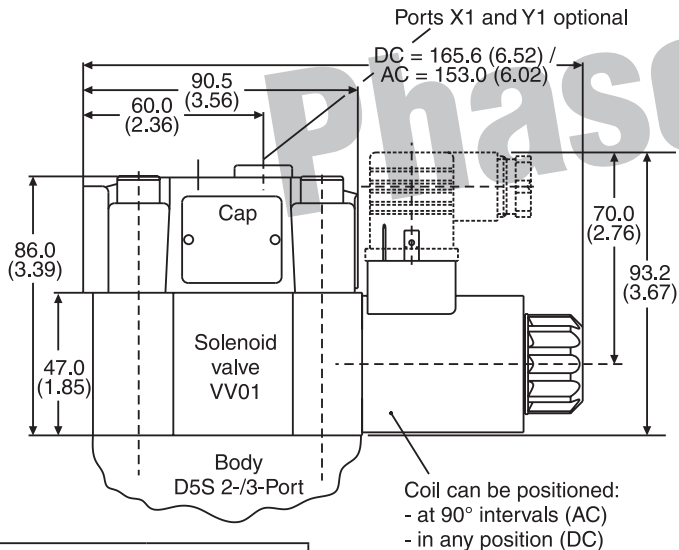 Ports X1 and Y1 optional
DC = 165.6 (6.52) /
AC = 153.0 (6.02)
90.5
(3.56)
60.0
(2.36)
Phase
Cap
86.0
(3.39)
70.0
(2.76)
93.2
(3.67)
Solenoid
valve
VV01
47.0
(1.85)
Body
D5S 2-/3-Port
Coil can be positioned:
- at 90° intervals (AC)
- in any position (DC)